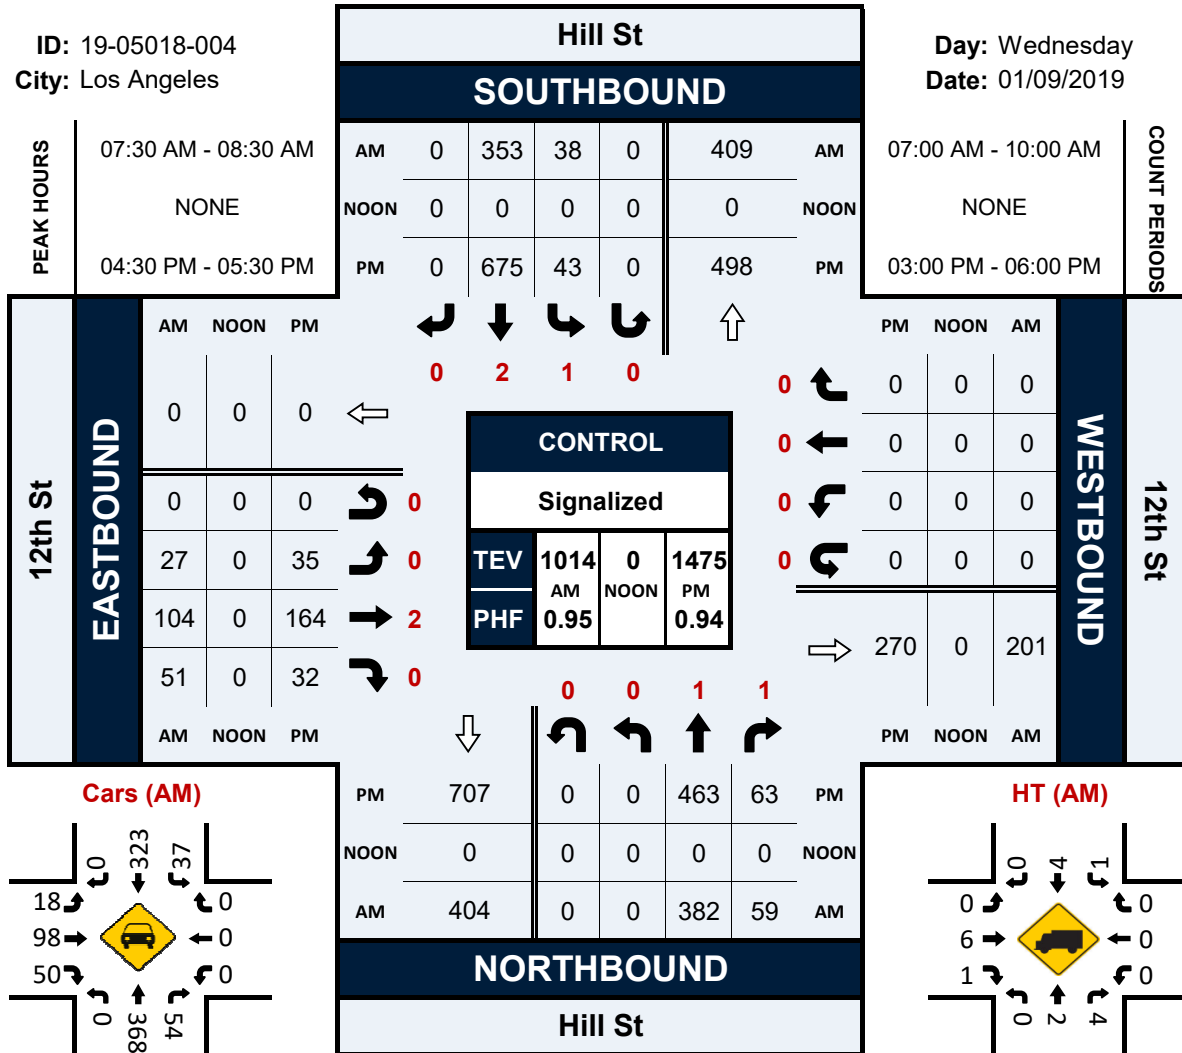 Hill St
ID: 19-05018-004
Day: Wednesday
City: Los Angeles
Date: 01/09/2019
SOUTHBOUND
PEAK HOURS
07:30 AM - 08:30 AM
NONE
04:30 PM - 05:30 PM
AM 0 353 38 0 409 AM
NOON 0 0 0 0 0 NOON
PM 0 675 43 0 498 PM
07:00 AM - 10:00 AM
NONE
03:00 PM - 06:00 PM
COUNT PERIODS
0 2 1 0
12th St
EASTBOUND
AM NOON PM
0 0 0
0 0 0 0
27 0 35 0
104 0 164 2
51 0 32 0
AM NOON PM
CONTROL
Signalized
TEV 1014 0 1475
AM NOON PM
PHF 0.95 0.94
PM NOON AM
0 0 0 0
0 0 0 0
0 0 0 0
0 0 0 0
270 0 201
PM NOON AM
WESTBOUND
12th St
0 0 1 1
PM 707 0 0 463 63 PM
NOON 0 0 0 0 0 NOON
AM 404 0 0 382 59 AM
NORTHBOUND
Hill St
Cars (AM)
0 323 37
18 0
98 0
50 0
0 368 54
HT (AM)
0 4 1
0 0
6 0
1 0
0 2 4